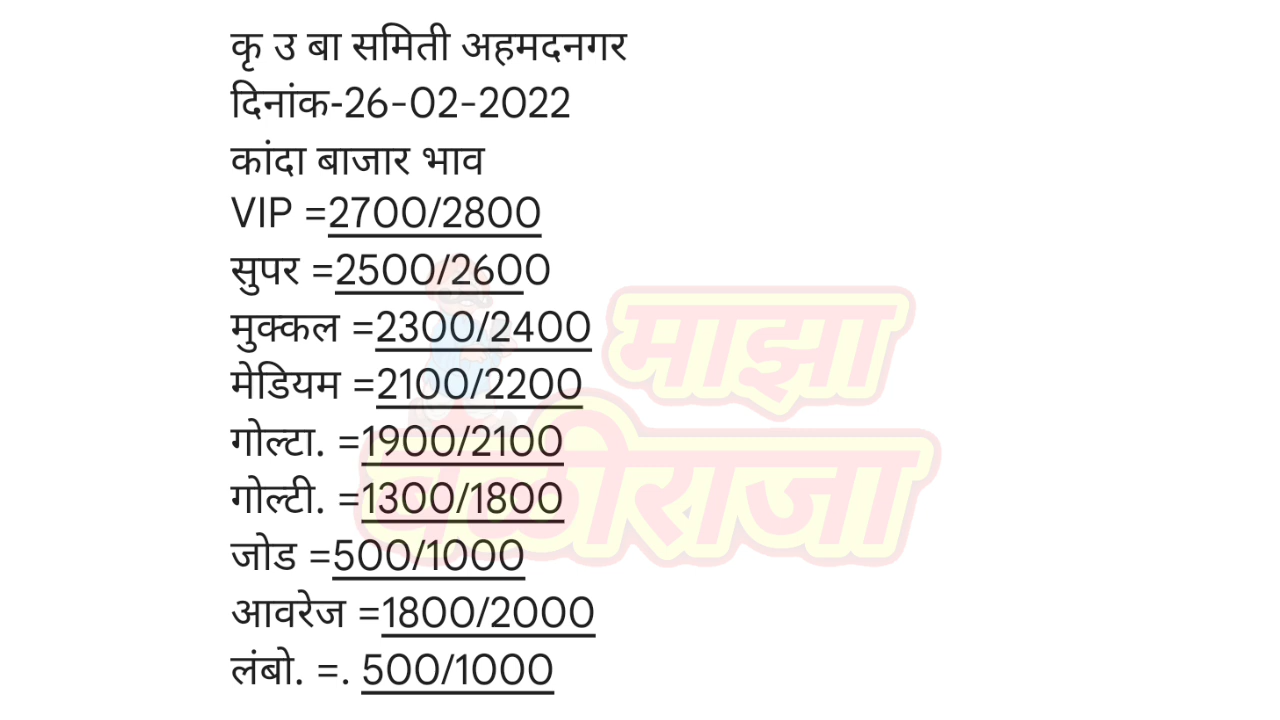 कृ उ बा समिती अहमदनगर
दिनांक-26-02-2022
कांदा बाजार भाव
VIP =2700/2800
सुपर =2500/2600
मुक्कल =2300/2400
मेडियम =2100/2200
गोल्टा. =1900/2100
गोल्टी. =1300/1800
जोड =500/1000
आवरेज =1800/2000
लंबो. =. 500/1000
माझा
बळीराजा